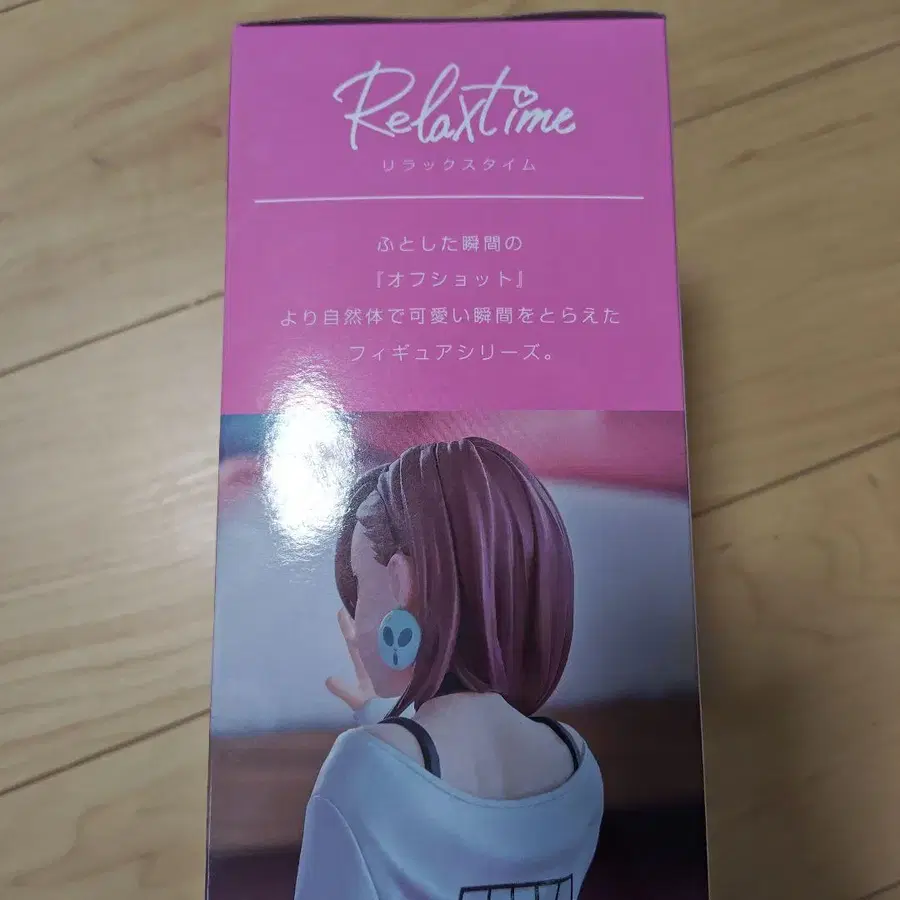 Relaxtime
リラックスタイム
ふとした瞬間の
『オフショット』
より自然体で可愛い瞬間をとらえた
フィギュアシリーズ。